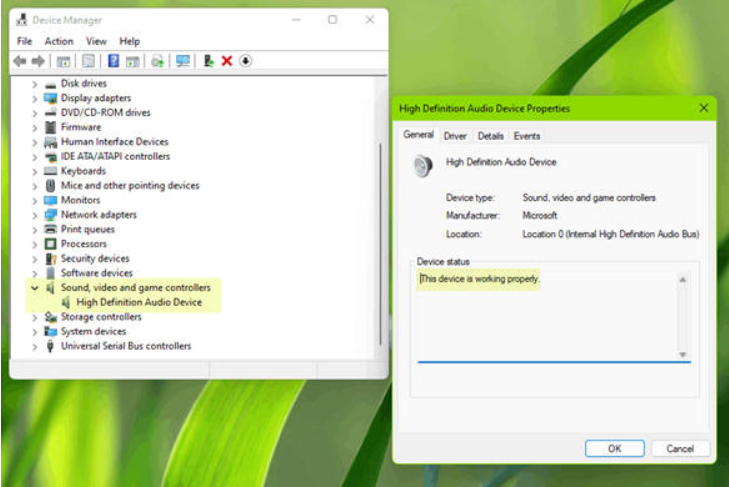 Device Manager
File Action View Help
Disk drives
Display adapters
DVD/CD-ROM drives
Firmware
Human Interface Devices
IDE ATA/ATAPI controllers
Keyboards
Mice and other pointing devices
Monitors
Network adapters
Print queues
Processors
Security devices
Software devices
Sound, video and game controllers
High Definition Audio Device
Storage controllers
System devices
Universal Serial Bus controllers
High Definition Audio Device Properties
General Driver Details Events
High Definition Audio Device
Device type: Sound, video and game controllers
Manufacturer: Microsoft
Location: Location 0 (Internal High Definition Audio Bus)
Device status
This device is working properly.
OK Cancel